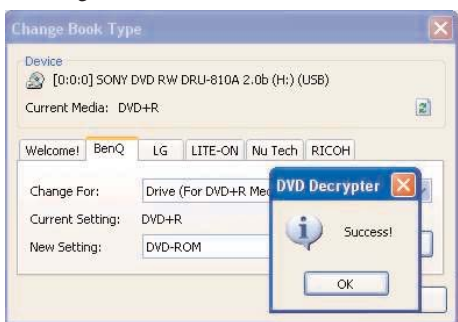 Change Book Type
Device
[0:0:0] SONY DVD RW DRU-810A 2.0b (H:) (USB)
Current Media: DVD+R
Welcome! BenQ LG LITE-ON Nu Tech RICOH
Change For: Drive (For DVD+R
Current Setting: DVD+R
New Setting: DVD-ROM
DVD Decrypter
Success!
OK